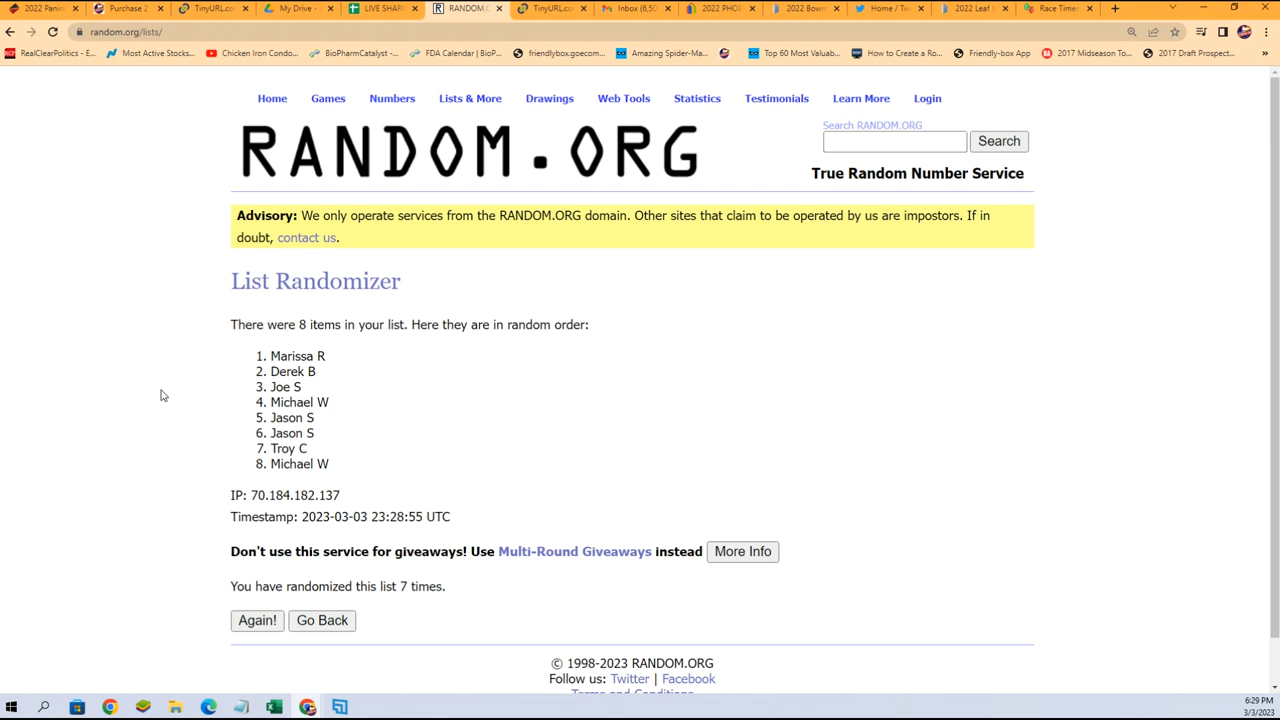 2022 Panini
Purchase 2
TinyURL.co
My Drive -
LIVE SHAR
RANDOM.C
TinyURL.co
Inbox (6,50
2022 PHOE
2022 Bowm
Home / Tw
2022 Leaf
Race Timer
random.org/lists/
RealClearPolitics - E...
Most Active Stocks...
Chicken Iron Condo...
BioPharmCatalyst -...
FDA Calendar | BioP...
friendlybox.goecom...
Amazing Spider-Ma...
Top 60 Most Valuab...
How to Create a Ro...
Friendly-box App
2017 Midseason To...
2017 Draft Prospect...
»
Home
Games
Numbers
Lists & More
Drawings
Web Tools
Statistics
Testimonials
Learn More
Login
RANDOM.ORG
Search RANDOM.ORG
Search
True Random Number Service
Advisory: We only operate services from the RANDOM.ORG domain. Other sites that claim to be operated by us are impostors. If in
doubt, contact us.
List Randomizer
There were 8 items in your list. Here they are in random order:
1. Marissa R
2. Derek B
3. Joe S
4. Michael W
5. Jason S
6. Jason S
7. Troy C
8. Michael W
IP: 70.184.182.137
Timestamp: 2023-03-03 23:28:55 UTC
Don't use this service for giveaways! Use Multi-Round Giveaways instead More Info
You have randomized this list 7 times.
Again! Go Back
© 1998-2023 RANDOM.ORG
Follow us: Twitter | Facebook
Terms and Conditions
6:29 PM
3/3/2023